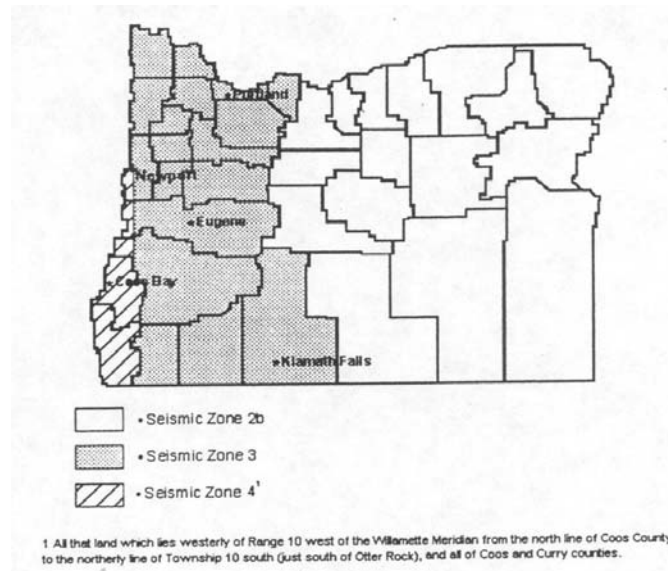 Portland
Newport
Eugene
Coos Bay
Klamath Falls
• Seismic Zone 2b
• Seismic Zone 3
• Seismic Zone 4¹
1 All that land which lies westerly of Range 10 west of the Willamette Meridian from the north line of Coos County
to the northerly line of Township 10 south (just south of Otter Rock), and all of Coos and Curry counties.